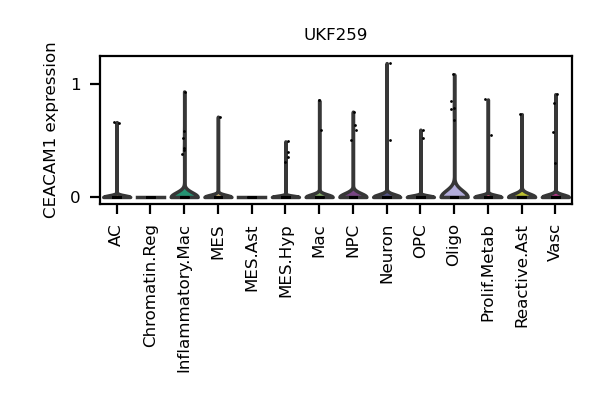 UKF259
CEACAM1 expression
1
0
AC
Chromatin.Reg
Inflammatory.Mac
MES
MES.Ast
MES.Hyp
Mac
NPC
Neuron
OPC
Oligo
Prolif.Metab
Reactive.Ast
Vasc